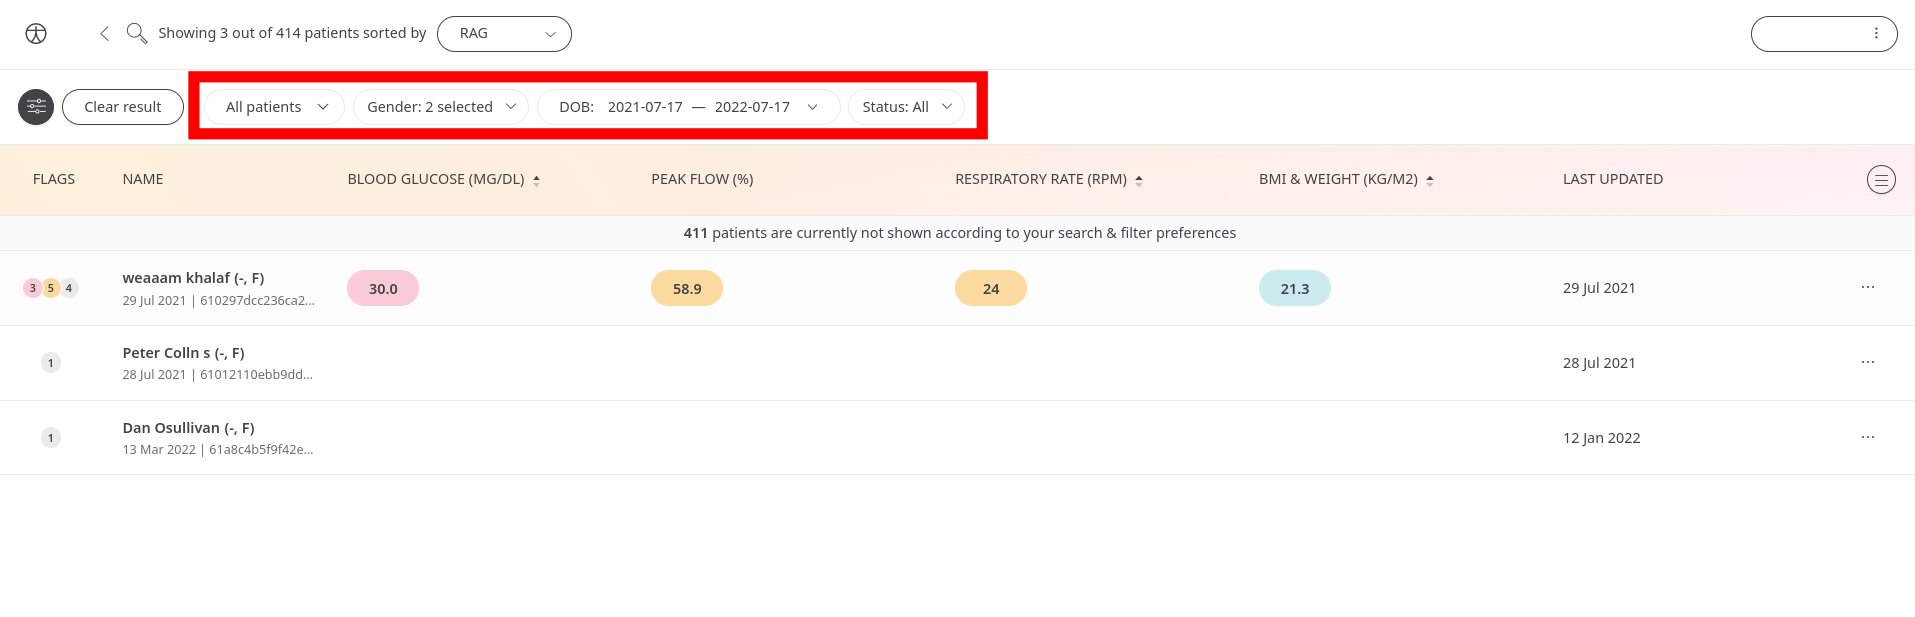 Showing 3 out of 414 patients sorted by RAG
Clear result All patients Gender: 2 selected DOB: 2021-07-17 — 2022-07-17 Status: All
FLAGS NAME BLOOD GLUCOSE (MG/DL) PEAK FLOW (%) RESPIRATORY RATE (RPM) BMI & WEIGHT (KG/M2) LAST UPDATED
411 patients are currently not shown according to your search & filter preferences
3 5 4 weaaam khalaf (-, F) 30.0 58.9 24 21.3 29 Jul 2021 ...
29 Jul 2021 | 610297dcc236ca2...
1 Peter Colln s (-, F) 28 Jul 2021 ...
28 Jul 2021 | 61012110ebb9dd...
1 Dan Osullivan (-, F) 12 Jan 2022 ...
13 Mar 2022 | 61a8c4b5f9f42e...